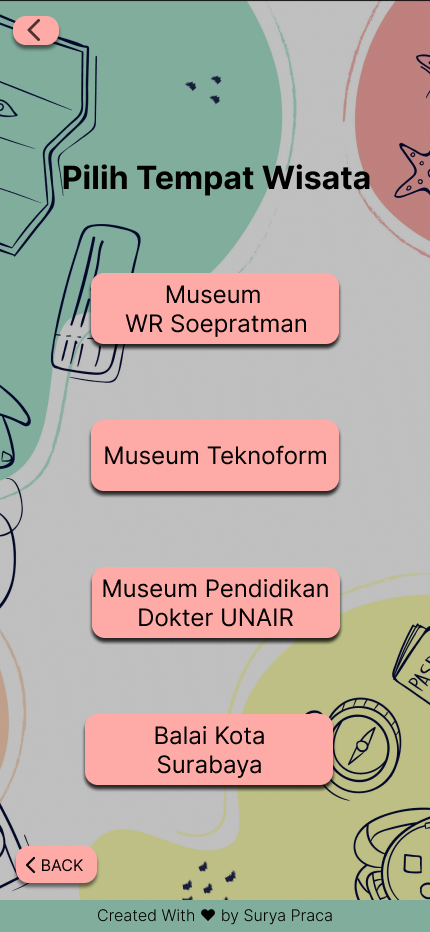 Pilih Tempat Wisata
Museum
WR Soepratman
Museum Teknoform
Museum Pendidikan
Dokter UNAIR
Balai Kota
Surabaya
BACK
Created With ♥ by Surya Praca